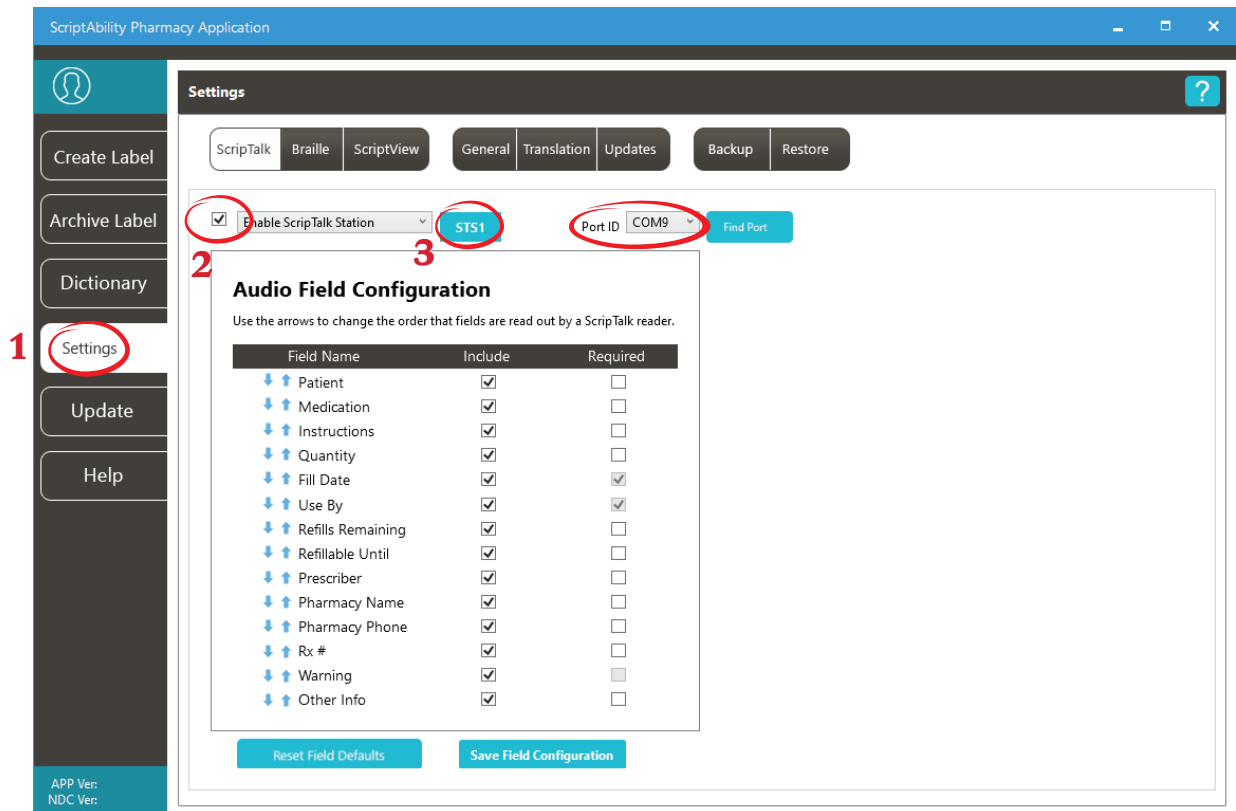 ScriptAbility Pharmacy Application
Settings
?
ScripTalk Braille ScriptView General Translation Updates Backup Restore
Create Label
Archive Label
Dictionary
1 Settings
Update
Help
2 Enable ScripTalk Station 3 STS1 Port ID COM9 Find Port
Audio Field Configuration
Use the arrows to change the order that fields are read out by a ScripTalk reader.
Field Name Include Required
Patient
Medication
Instructions
Quantity
Fill Date
Use By
Refills Remaining
Refillable Until
Prescriber
Pharmacy Name
Pharmacy Phone
Rx #
Warning
Other Info
Reset Field Defaults Save Field Configuration
APP Ver:
NDC Ver: